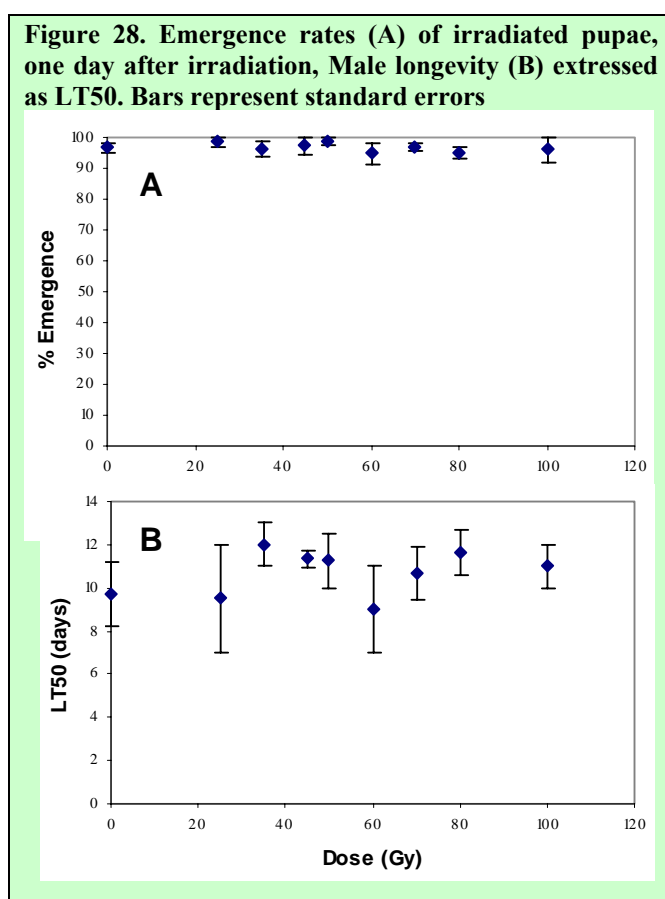 Figure 28. Emergence rates (A) of irradiated pupae,
one day after irradiation, Male longevity (B) extressed
as LT50. Bars represent standard errors
100
90
80
70
60
50
40
30
20
10
0
% Emergence
A
0 20 40 60 80 100 120
14
12
10
8
6
4
2
0
LT50 (days)
B
0 20 40 60 80 100 120
Dose (Gy)